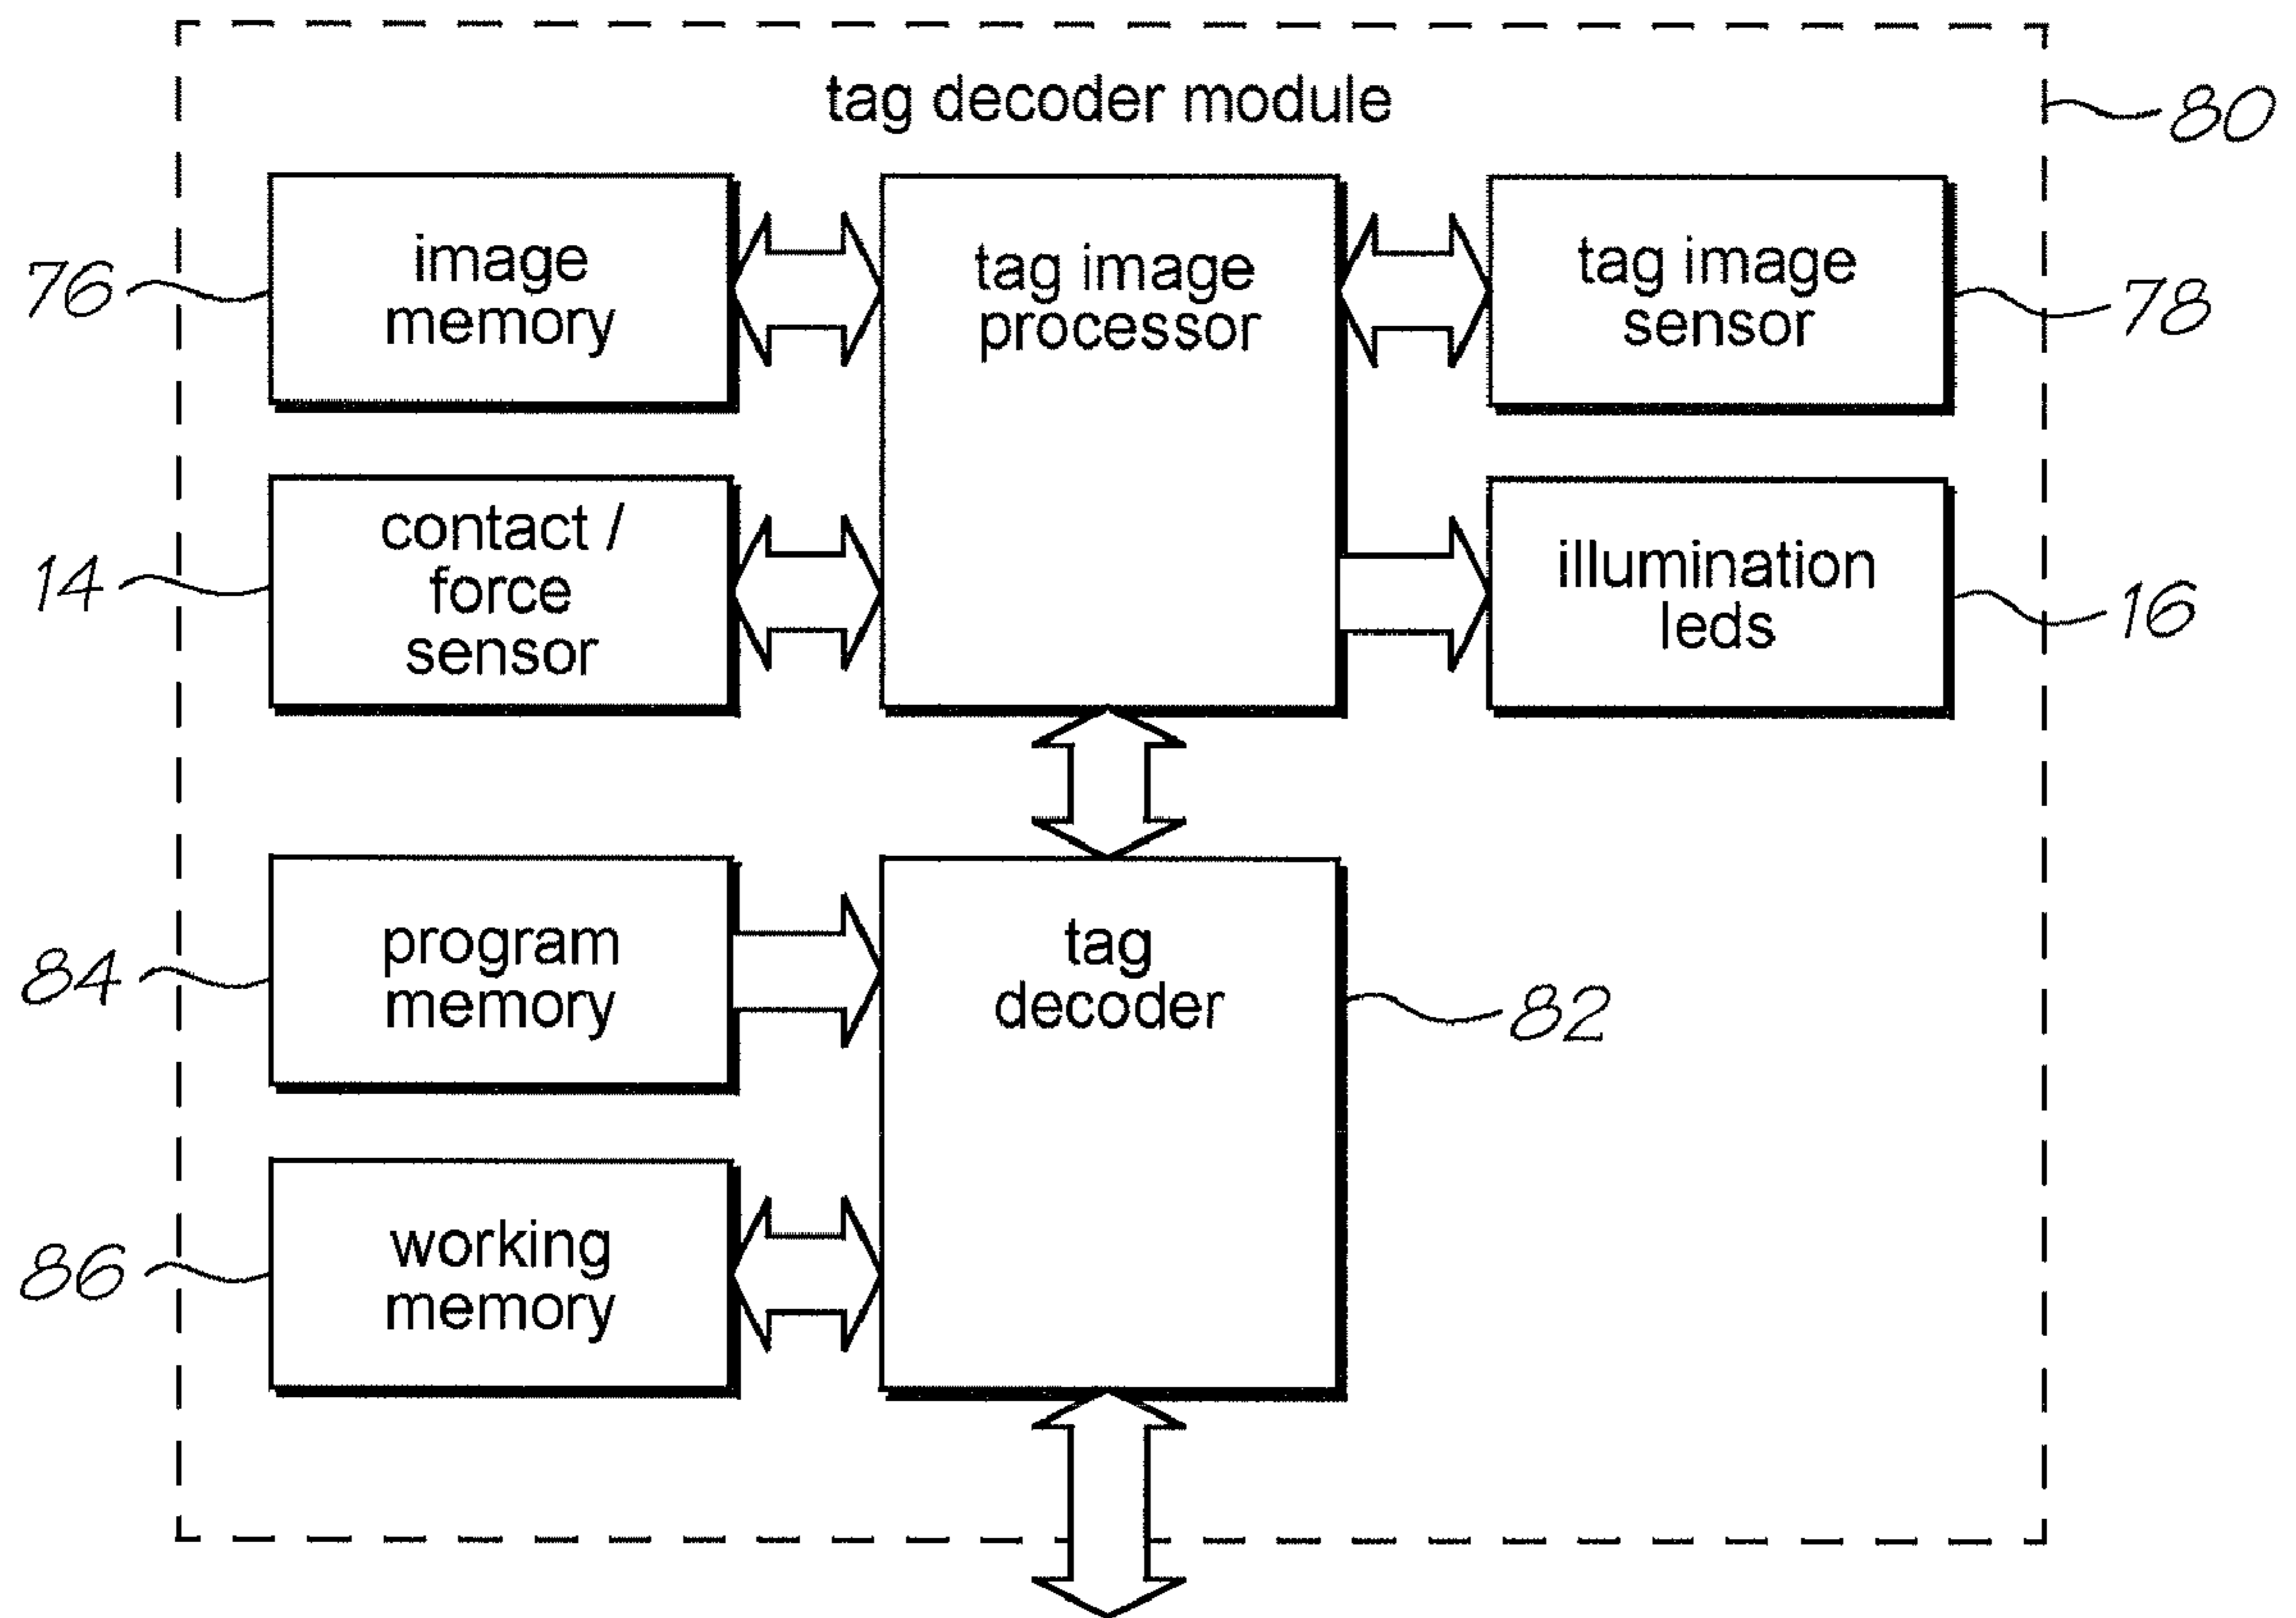 tag decoder module
80
image
memory
76
tag image
processor
tag image
sensor
78
contact /
force
sensor
14
illumination
leds
16
program
memory
84
tag
decoder
82
working
memory
86